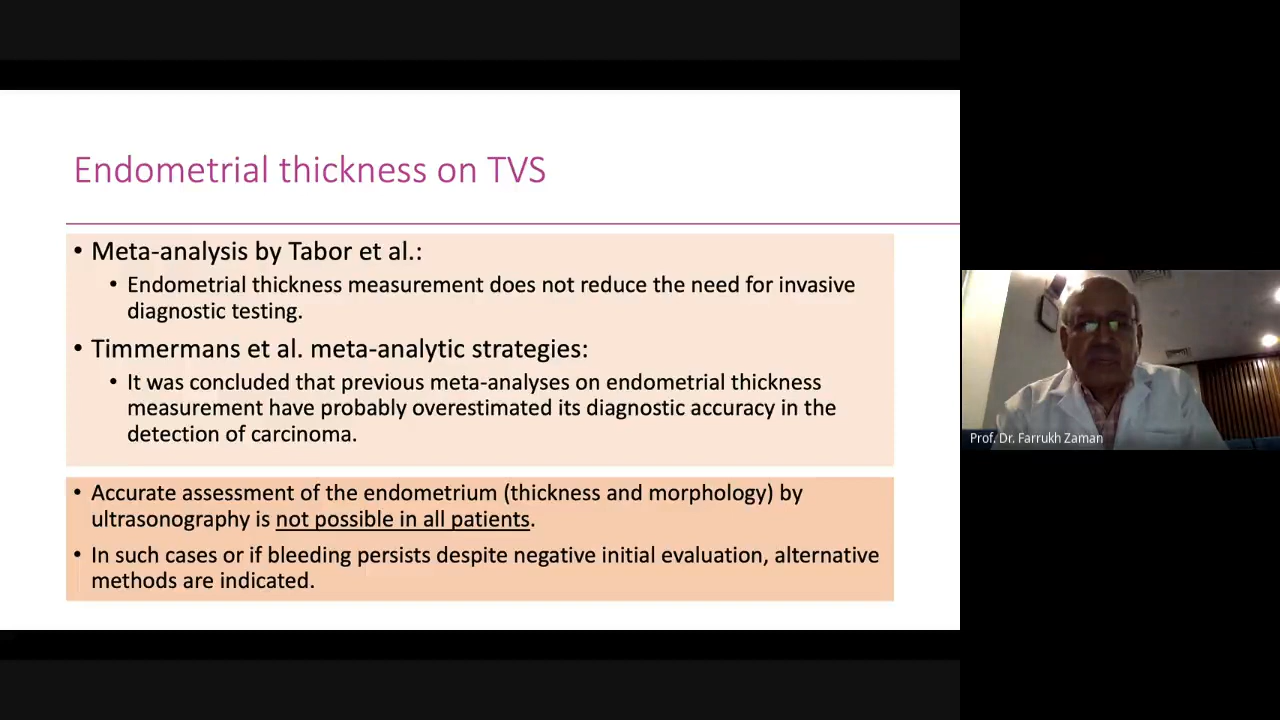 Endometrial thickness on TVS
• Meta-analysis by Tabor et al.:
• Endometrial thickness measurement does not reduce the need for invasive
diagnostic testing.
• Timmermans et al. meta-analytic strategies:
• It was concluded that previous meta-analyses on endometrial thickness
measurement have probably overestimated its diagnostic accuracy in the
detection of carcinoma.
• Accurate assessment of the endometrium (thickness and morphology) by
ultrasonography is not possible in all patients.
• In such cases or if bleeding persists despite negative initial evaluation, alternative
methods are indicated.
Prof. Dr. Farrukh Zaman